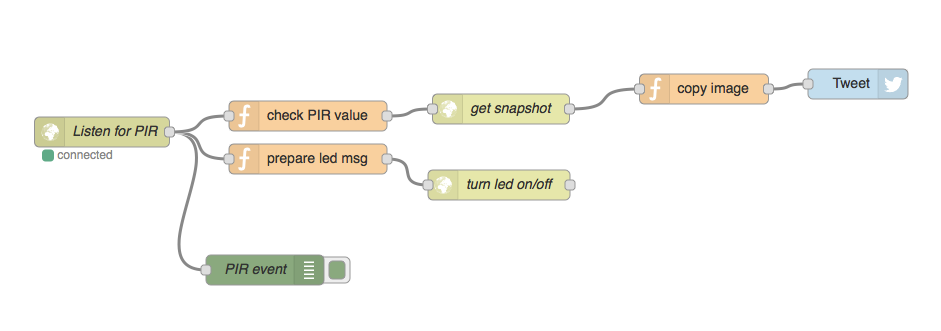 Listen for PIR
connected
check PIR value
get snapshot
copy image
Tweet
prepare led msg
turn led on/off
PIR event